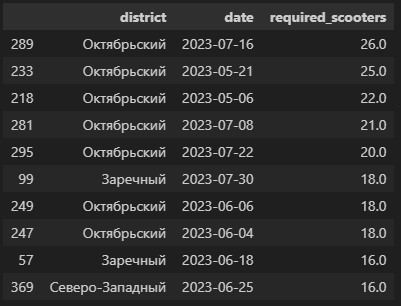 district date required_scooters
289 Октябрьский 2023-07-16 26.0
233 Октябрьский 2023-05-21 25.0
218 Октябрьский 2023-05-06 22.0
281 Октябрьский 2023-07-08 21.0
295 Октябрьский 2023-07-22 20.0
99 Заречный 2023-07-30 18.0
249 Октябрьский 2023-06-06 18.0
247 Октябрьский 2023-06-04 18.0
57 Заречный 2023-06-18 16.0
369 Северо-Западный 2023-06-25 16.0